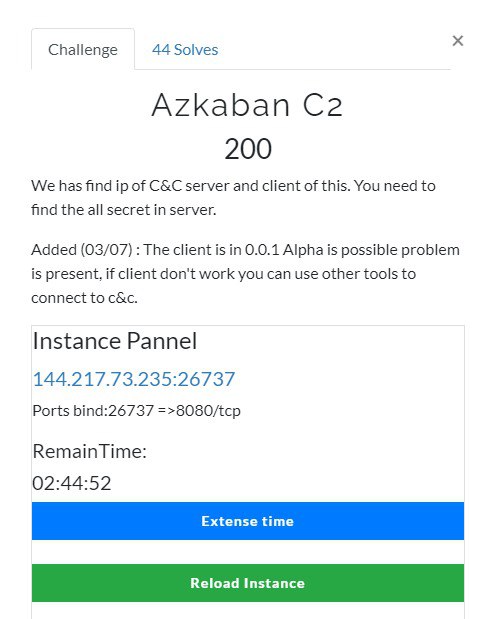 Challenge
44 Solves
×
Azkaban C2
200
We has find ip of C&C server and client of this. You need to
find the all secret in server.
Added (03/07) : The client is in 0.0.1 Alpha is possible problem
is present, if client don't work you can use other tools to
connect to c&c.
Instance Pannel
144.217.73.235:26737
Ports bind:26737 =>8080/tcp
RemainTime:
02:44:52
Extense time
Reload Instance